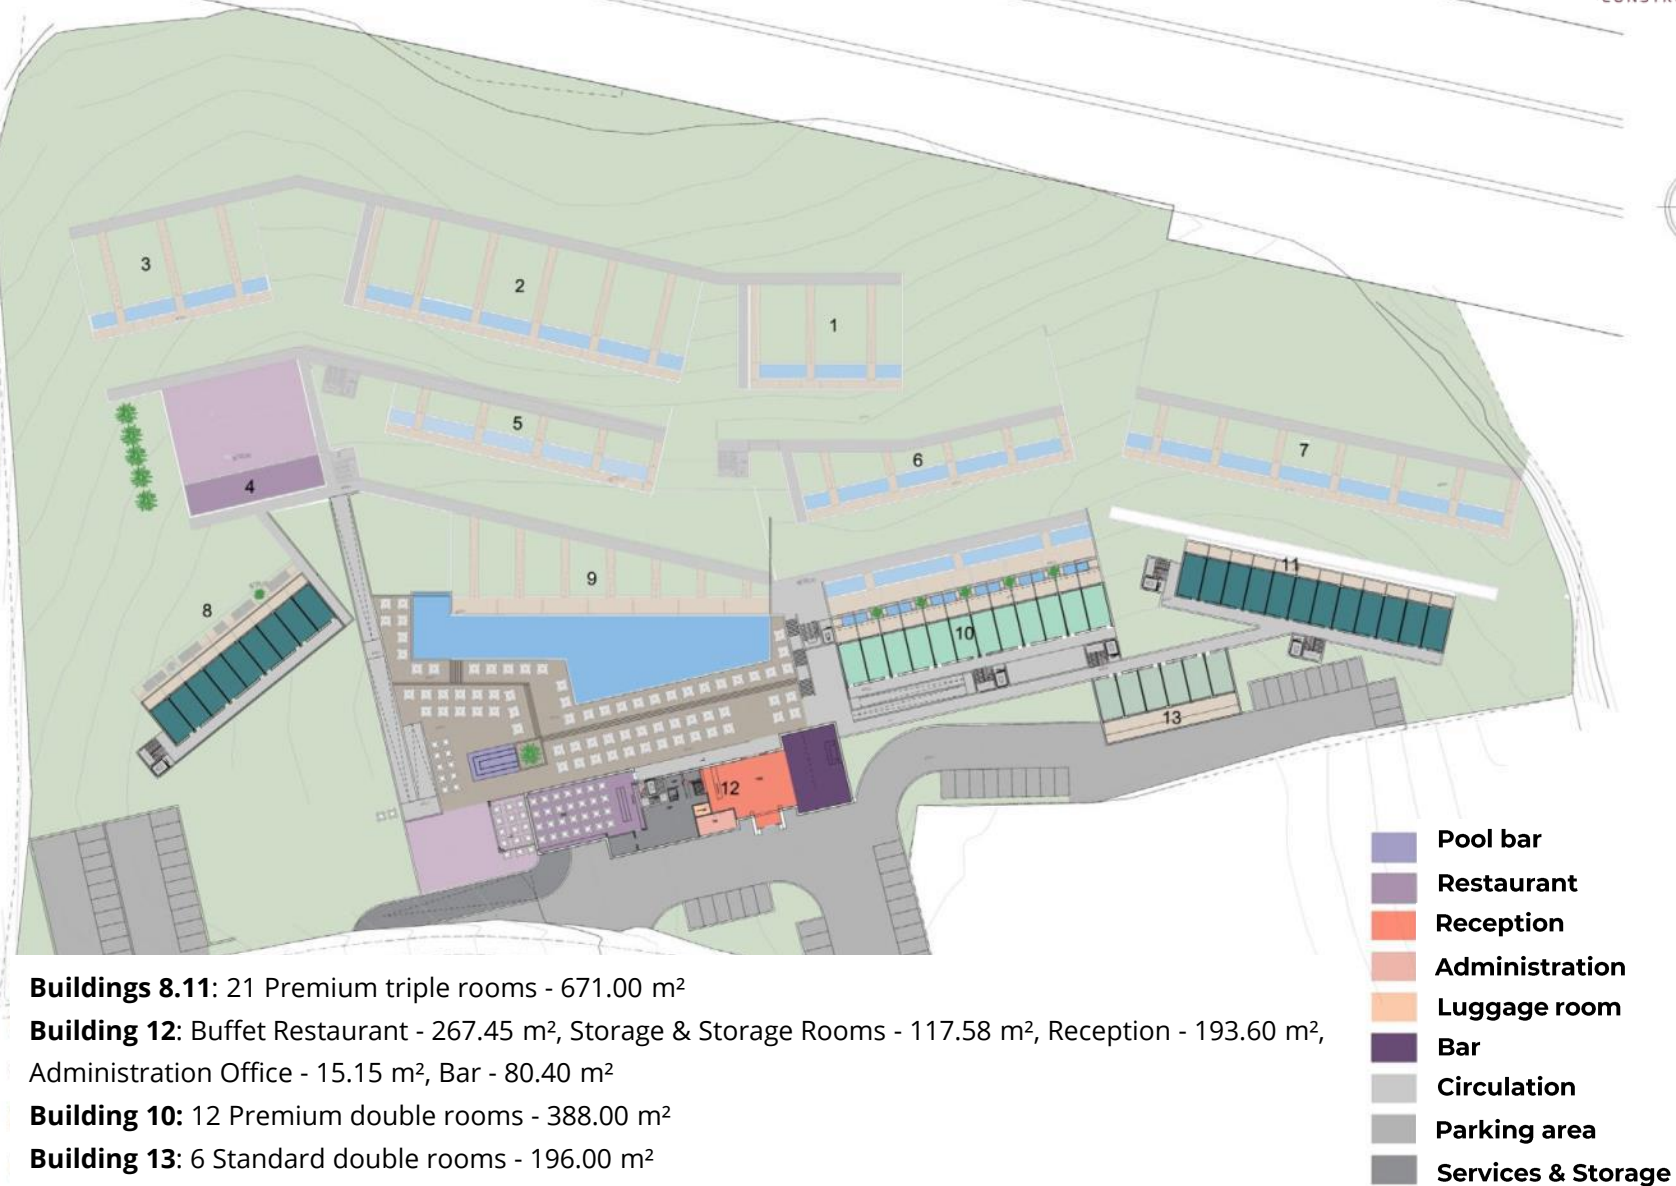 3
2
1
5
6
7
4
11
9
8
10
13
12
Pool bar
Restaurant
Reception
Administration
Luggage room
Bar
Circulation
Parking area
Services & Storage
Buildings 8.11: 21 Premium triple rooms - 671.00 m²
Building 12: Buffet Restaurant - 267.45 m², Storage & Storage Rooms - 117.58 m², Reception - 193.60 m²,
Administration Office - 15.15 m², Bar - 80.40 m²
Building 10: 12 Premium double rooms - 388.00 m²
Building 13: 6 Standard double rooms - 196.00 m²